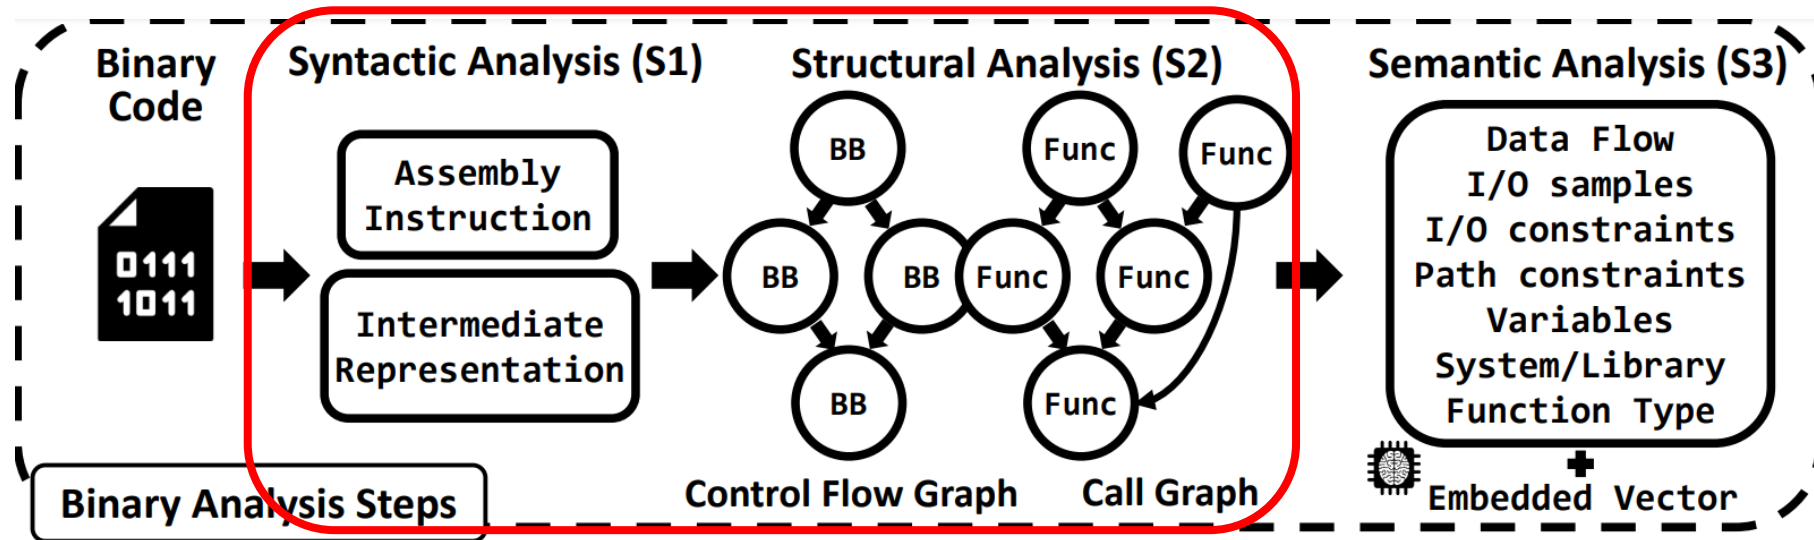 Binary
Code
0111
1011
Syntactic Analysis (S1)
Assembly
Instruction
Intermediate
Representation
Structural Analysis (S2)
BB
BB
BB
BB
Control Flow Graph
Func
Func
Func
Func
Func
Call Graph
Semantic Analysis (S3)
Data Flow
I/O samples
I/O constraints
Path constraints
Variables
System/Library
Function Type
Embedded Vector
Binary Analysis Steps